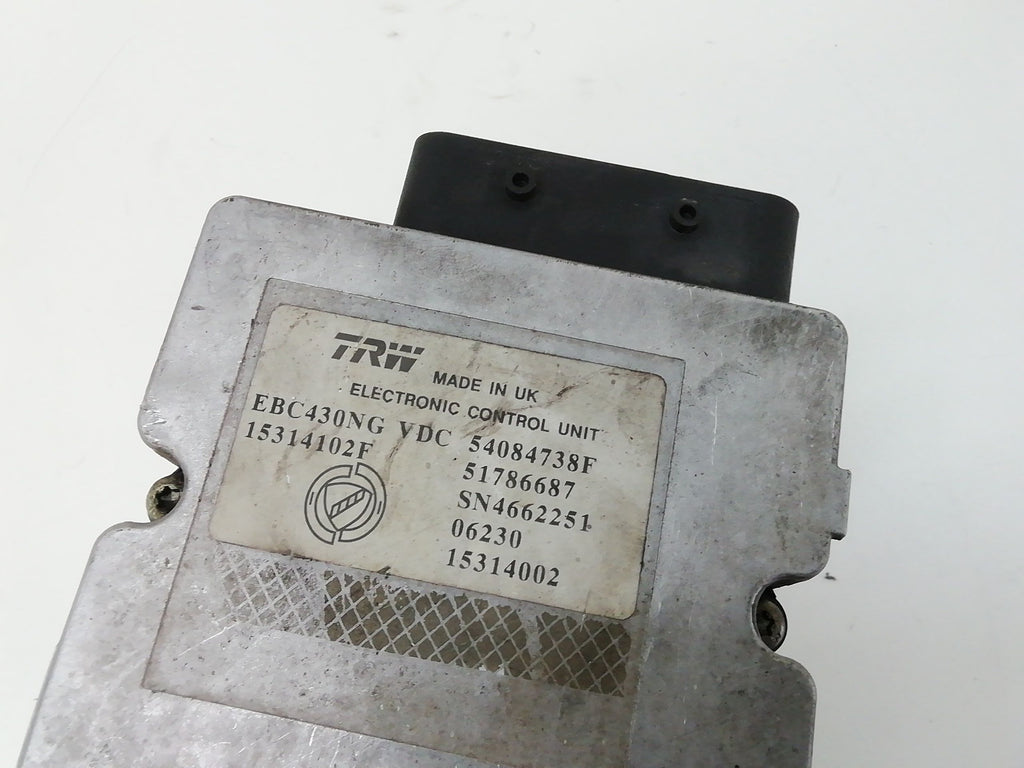 TRW MADE IN UK
ELECTRONIC CONTROL UNIT
EBC430NG VDC 54084738F
15314102F 51786687
SN4662251
06230
15314002